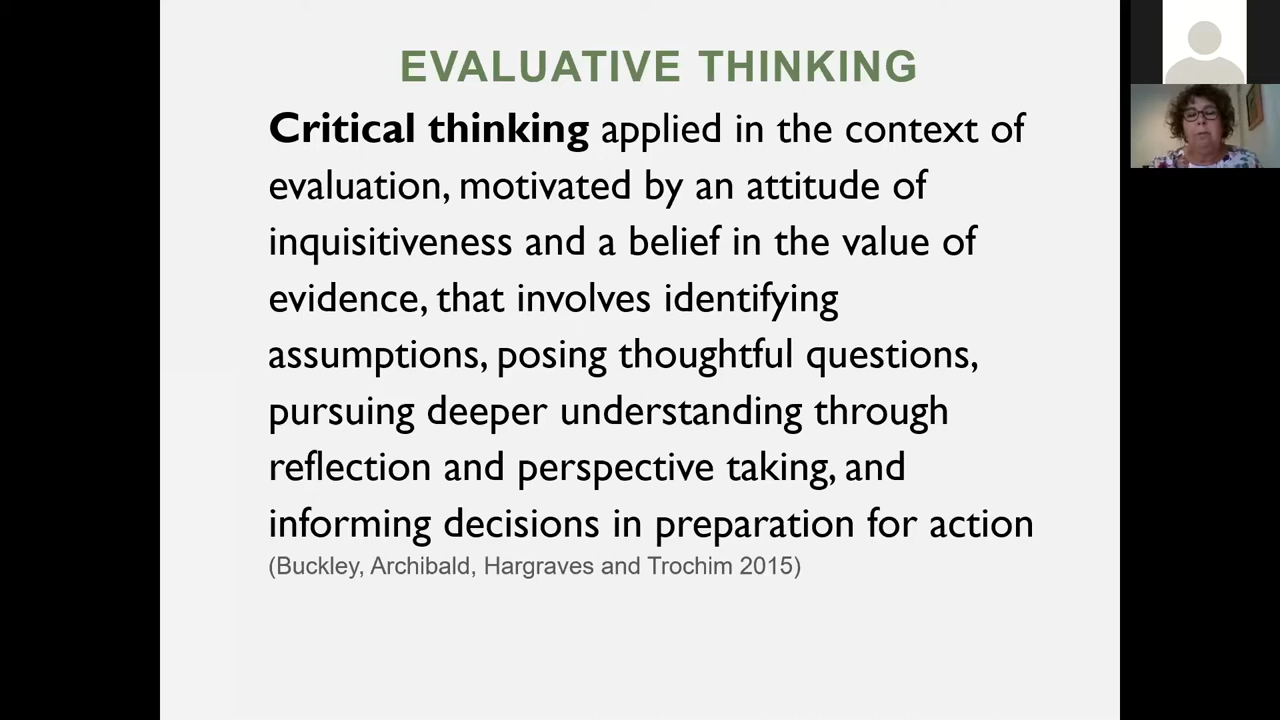 EVALUATIVE THINKING
Critical thinking applied in the context of
evaluation, motivated by an attitude of
inquisitiveness and a belief in the value of
evidence, that involves identifying
assumptions, posing thoughtful questions,
pursuing deeper understanding through
reflection and perspective taking, and
informing decisions in preparation for action
(Buckley, Archibald, Hargraves and Trochim 2015)